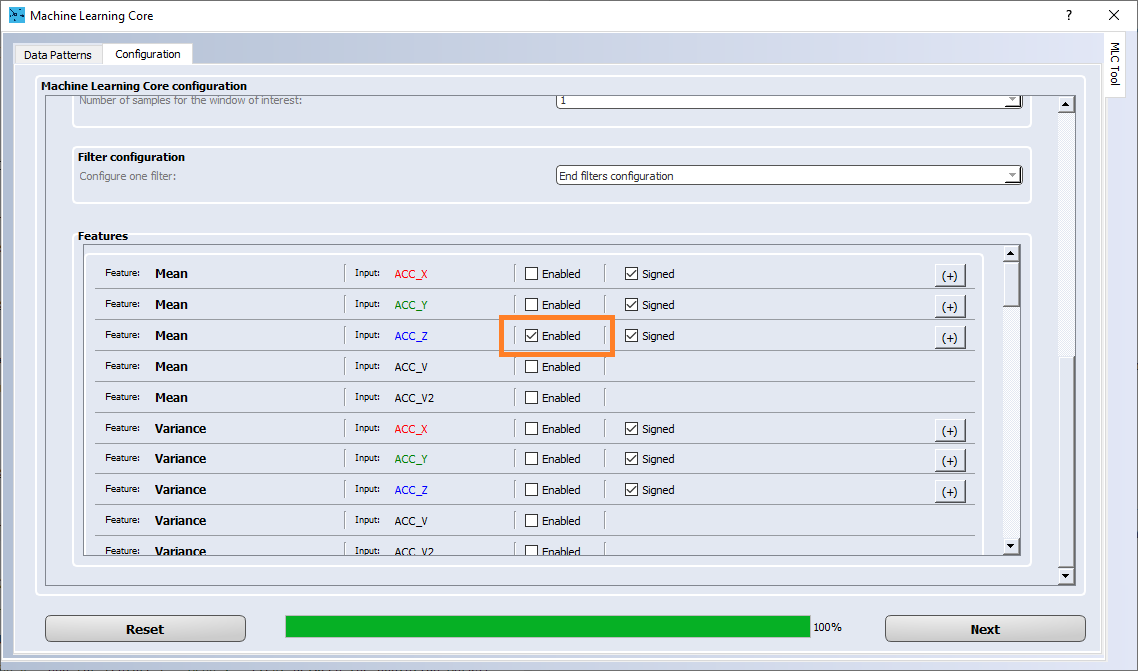 Machine Learning Core
?
MLC Tool
Data Patterns
Configuration
Machine Learning Core configuration
Number of samples for the window of interest: 1
Filter configuration
Configure one filter: End filters configuration
Features
Feature: Mean Input: ACC_X Enabled Signed (+)
Feature: Mean Input: ACC_Y Enabled Signed (+)
Feature: Mean Input: ACC_Z Enabled Signed (+)
Feature: Mean Input: ACC_V Enabled
Feature: Mean Input: ACC_V2 Enabled
Feature: Variance Input: ACC_X Enabled Signed (+)
Feature: Variance Input: ACC_Y Enabled Signed (+)
Feature: Variance Input: ACC_Z Enabled Signed (+)
Feature: Variance Input: ACC_V Enabled
Feature: Variance Input: ACC_V2 Enabled
Reset 100% Next